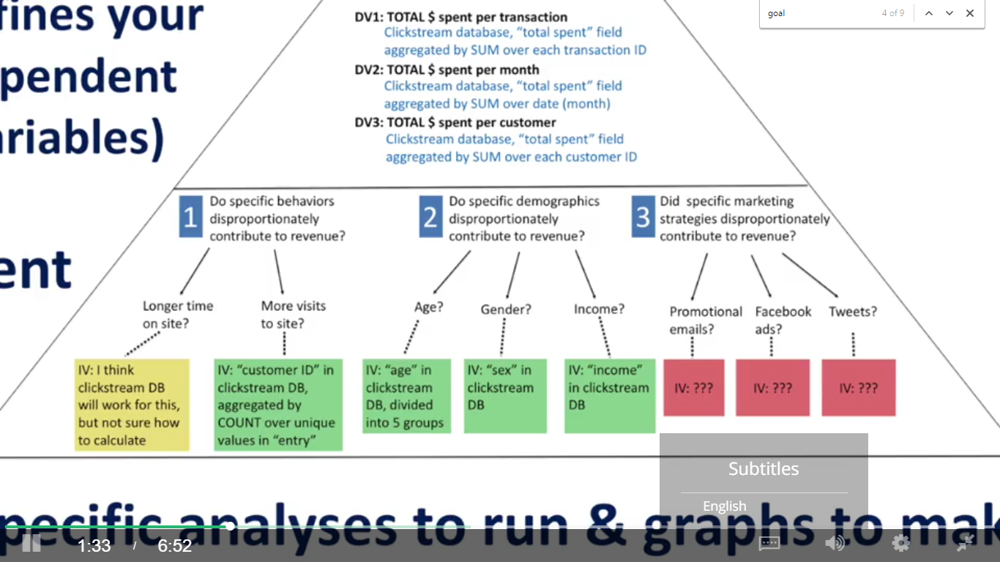 fines your
pendent
riables)
ent
goal
4 of 9
DV1: TOTAL $ spent per transaction
Clickstream database, “total spent” field
aggregated by SUM over each transaction ID
DV2: TOTAL $ spent per month
Clickstream database, “total spent” field
aggregated by SUM over date (month)
DV3: TOTAL $ spent per customer
Clickstream database, “total spent” field
aggregated by SUM over each customer ID
1
Do specific behaviors
disproportionately
contribute to revenue?
2
Do specific demographics
disproportionately
contribute to revenue?
3
Did specific marketing
strategies disproportionately
contribute to revenue?
Longer time
on site?
More visits
to site?
Age?
Gender?
Income?
Promotional
emails?
Facebook
ads?
Tweets?
IV: I think
clickstream DB
will work for this,
but not sure how
to calculate
IV: “customer ID” in
clickstream DB,
aggregated by
COUNT over unique
values in “entry”
IV: “age” in
clickstream
DB, divided
into 5 groups
IV: “sex” in
clickstream
DB
IV: “income”
in clickstream
DB
IV: ???
IV: ???
IV: ???
Subtitles
English
pecific analyses to run & graphs to mak
1:33 / 6:52